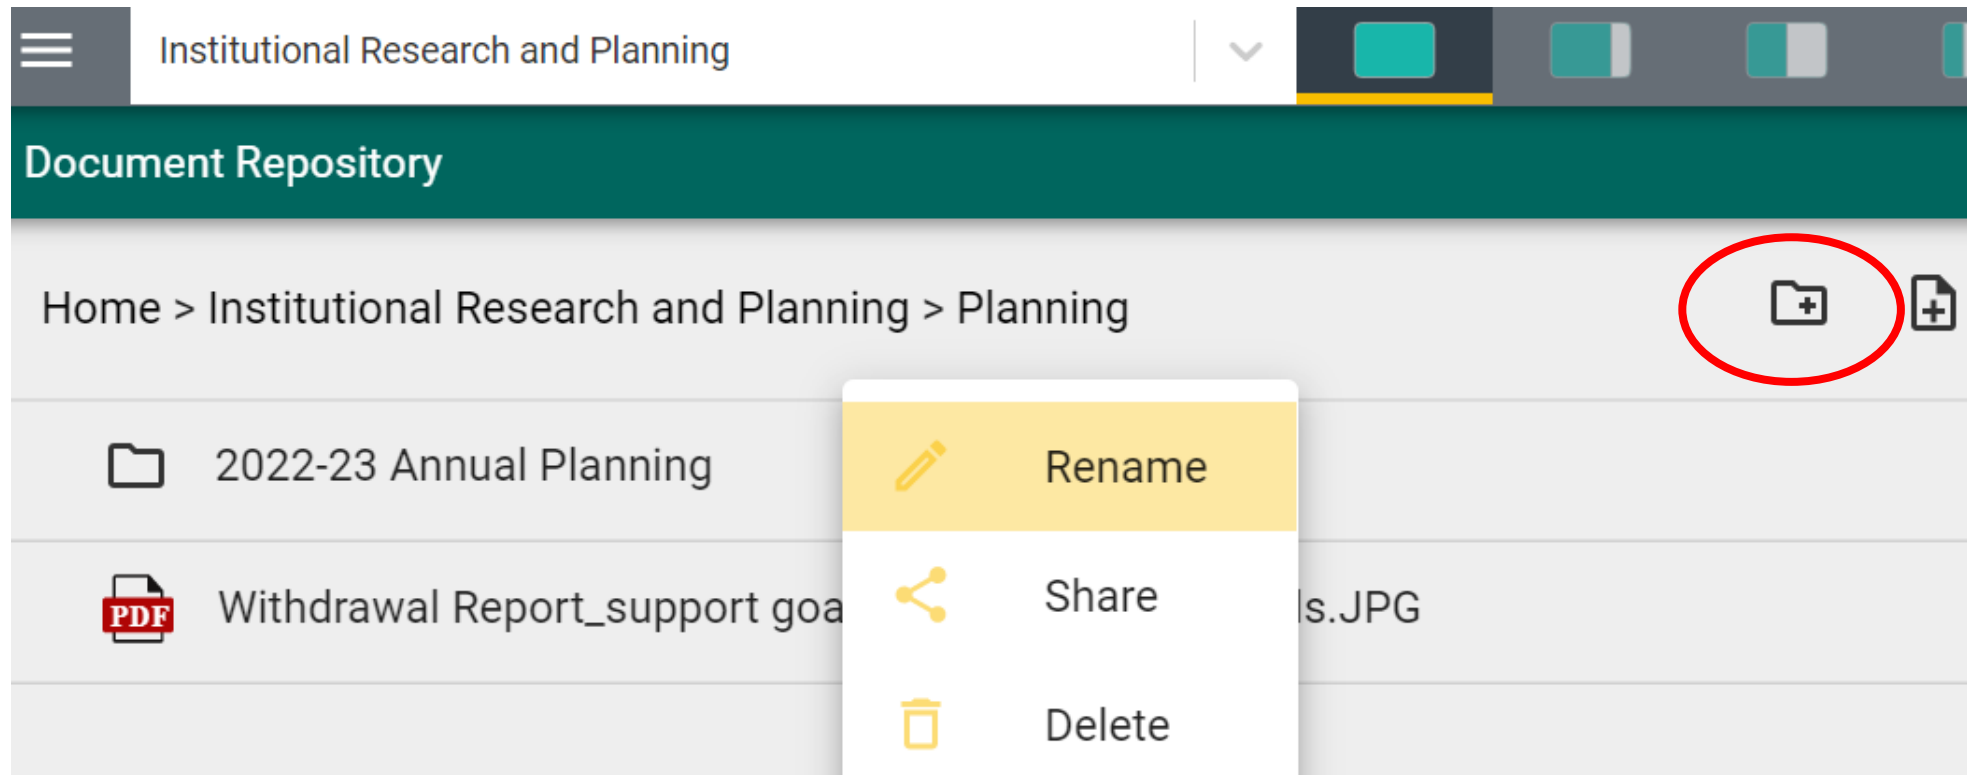 Institutional Research and Planning
Document Repository
Home > Institutional Research and Planning > Planning
2022-23 Annual Planning
Rename
PDF Withdrawal Report_support goa
Share
ls.JPG
Delete